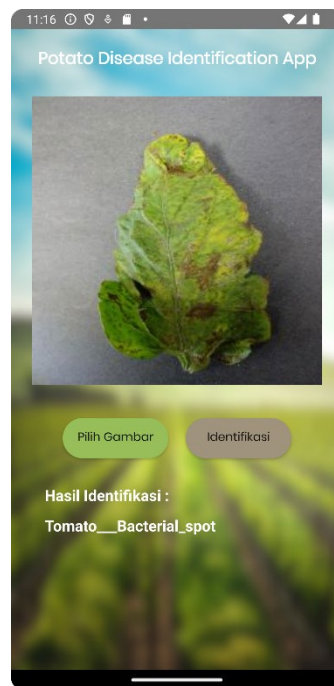 11:16
Potato Disease Identification App
Pilih Gambar
Identifikasi
Hasil Identifikasi :
Tomato___Bacterial_spot